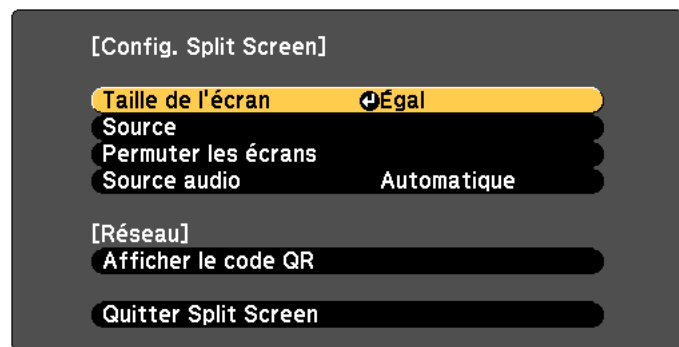 [Config. Split Screen]
Taille de l'écran Égal
Source
Permuter les écrans
Source audio Automatique
[Réseau]
Afficher le code QR
Quitter Split Screen